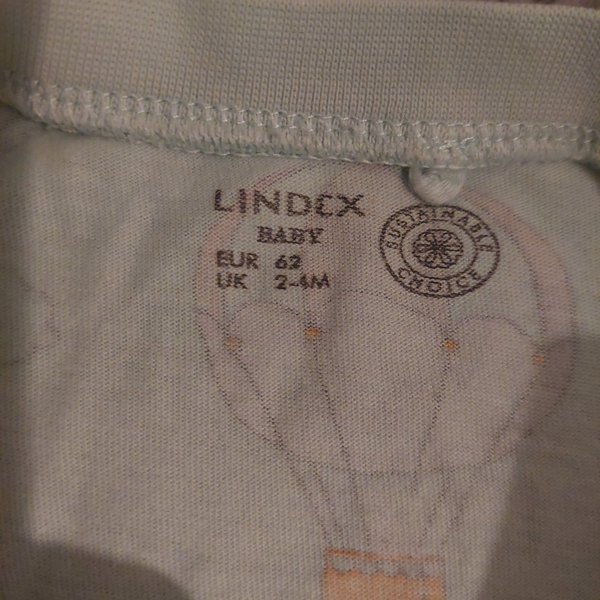 LINDEX
BABY
EUR 62
UK 2-4M
SUSTAINABLE
CHOICE